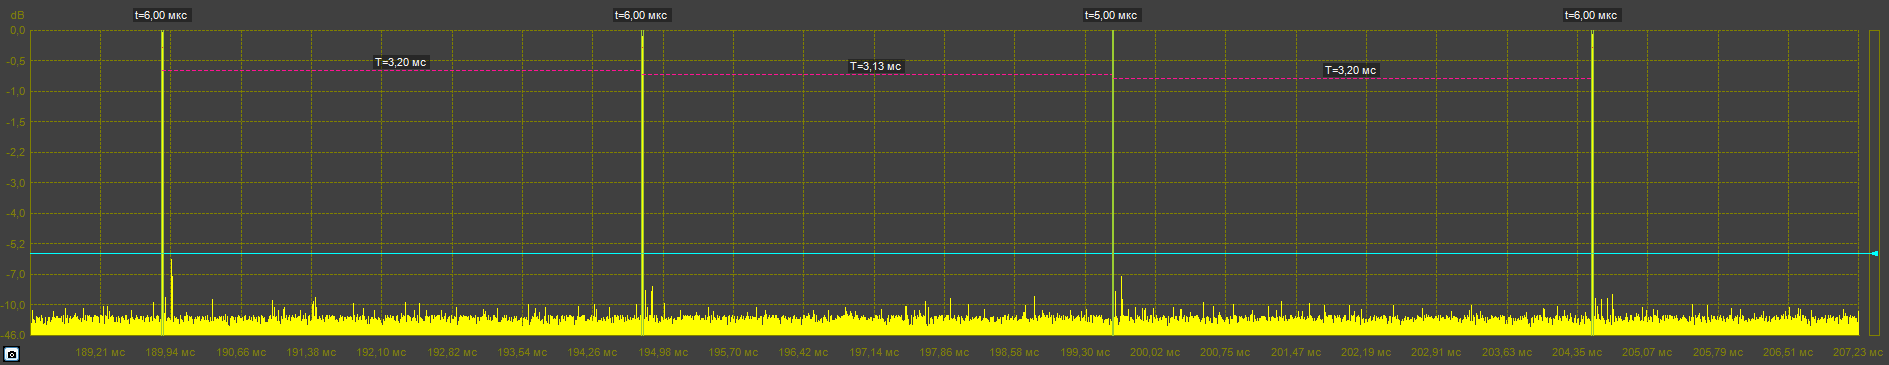 dB
t=6,00 мкс
t=6,00 мкс
t=5,00 мкс
t=6,00 мкс
0,0
-0,5
-1,0
-1,5
-2,2
-3,0
-4,0
-5,2
-7,0
-10,0
-46.0
T=3,20 мс
T=3,13 мс
T=3,20 мс
189,21 мс
189,94 мс
190,66 мс
191,38 мс
192,10 мс
192,82 мс
193,54 мс
194,26 мс
194,98 мс
195,70 мс
196,42 мс
197,14 мс
197,86 мс
198,58 мс
199,30 мс
200,02 мс
200,75 мс
201,47 мс
202,19 мс
202,91 мс
203,63 мс
204,35 мс
205,07 мс
205,79 мс
206,51 мс
207,23 мс